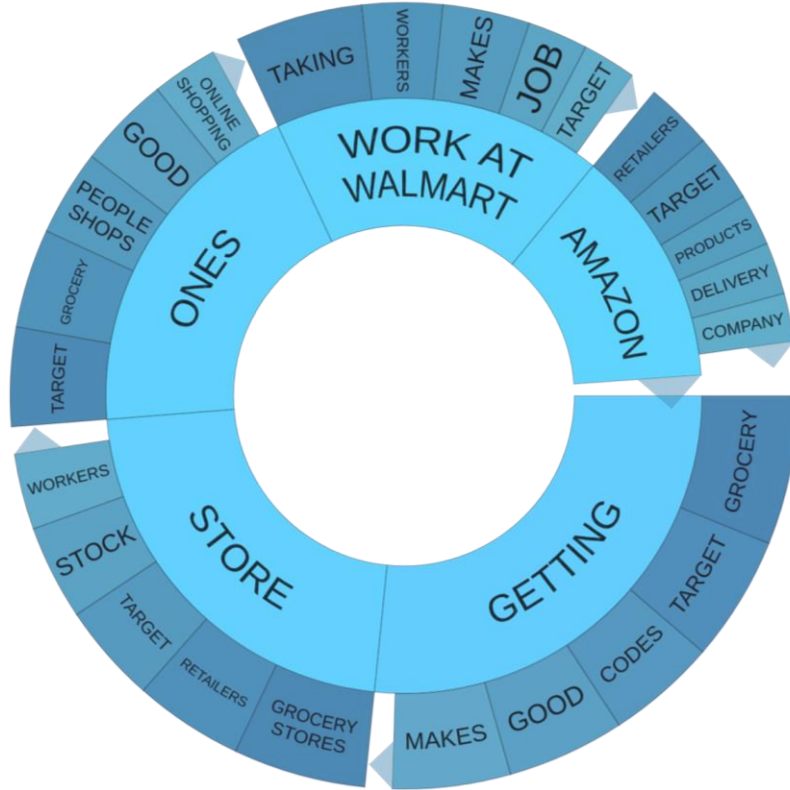 WORK AT
WALMART
TAKING
WORKERS
MAKES
JOB
TARGET
AMAZON
RETAILERS
TARGET
PRODUCTS
DELIVERY
COMPANY
GETTING
GROCERY
TARGET
CODES
GOOD
MAKES
STORE
GROCERY
STORES
RETAILERS
TARGET
STOCK
WORKERS
ONES
TARGET
GROCERY
PEOPLE
SHOPS
GOOD
ONLINE
SHOPPING